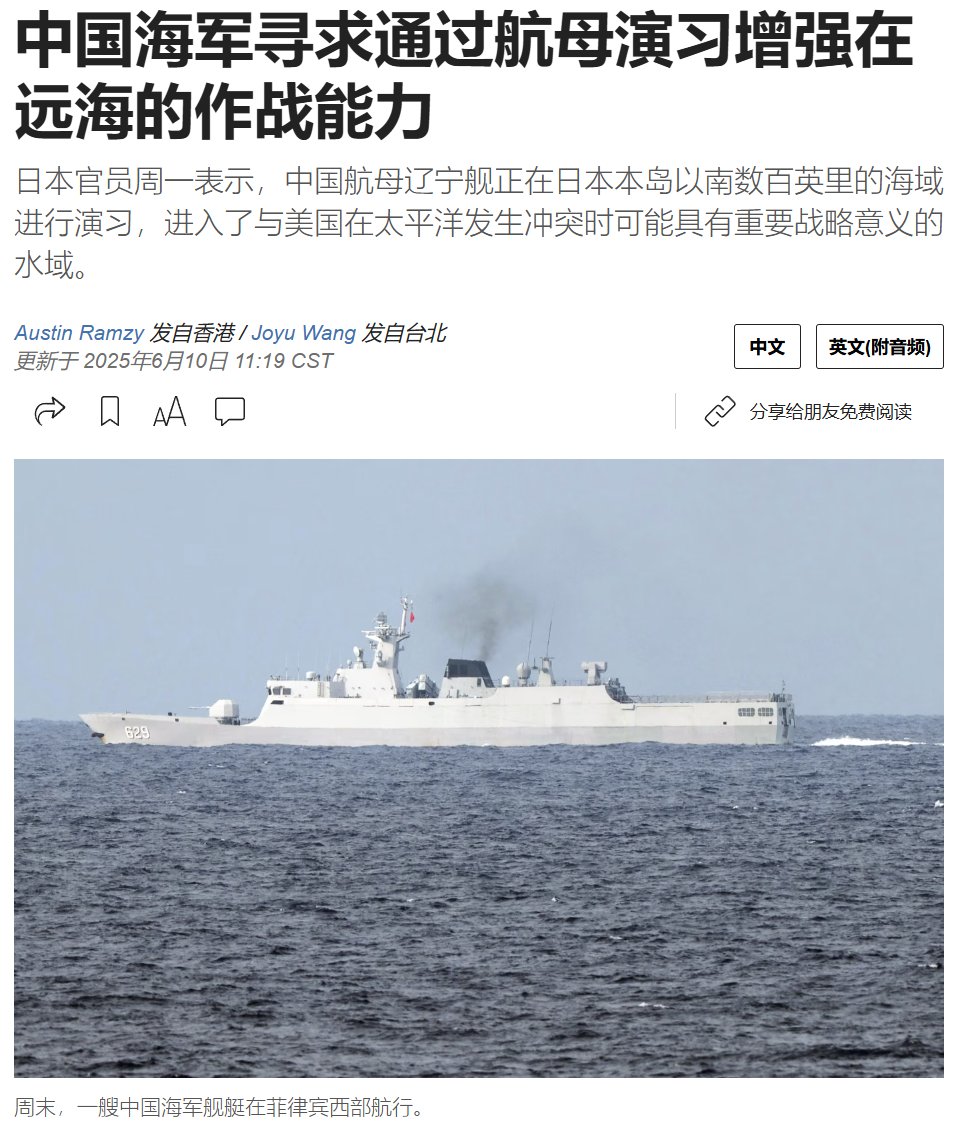 中国海军寻求通过航母演习增强在
远海的作战能力
日本官员周一表示，中国航母辽宁舰正在日本本岛以南数百英里的海域
进行演习，进入了与美国在太平洋发生冲突时可能具有重要战略意义的
水域。
Austin Ramzy 发自香港 / Joyu Wang 发自台北
更新于 2025年6月10日 11:19 CST
中文
英文(附音频)
AA
分享给朋友免费阅读
629
周末，一艘中国海军舰艇在菲律宾西部航行。